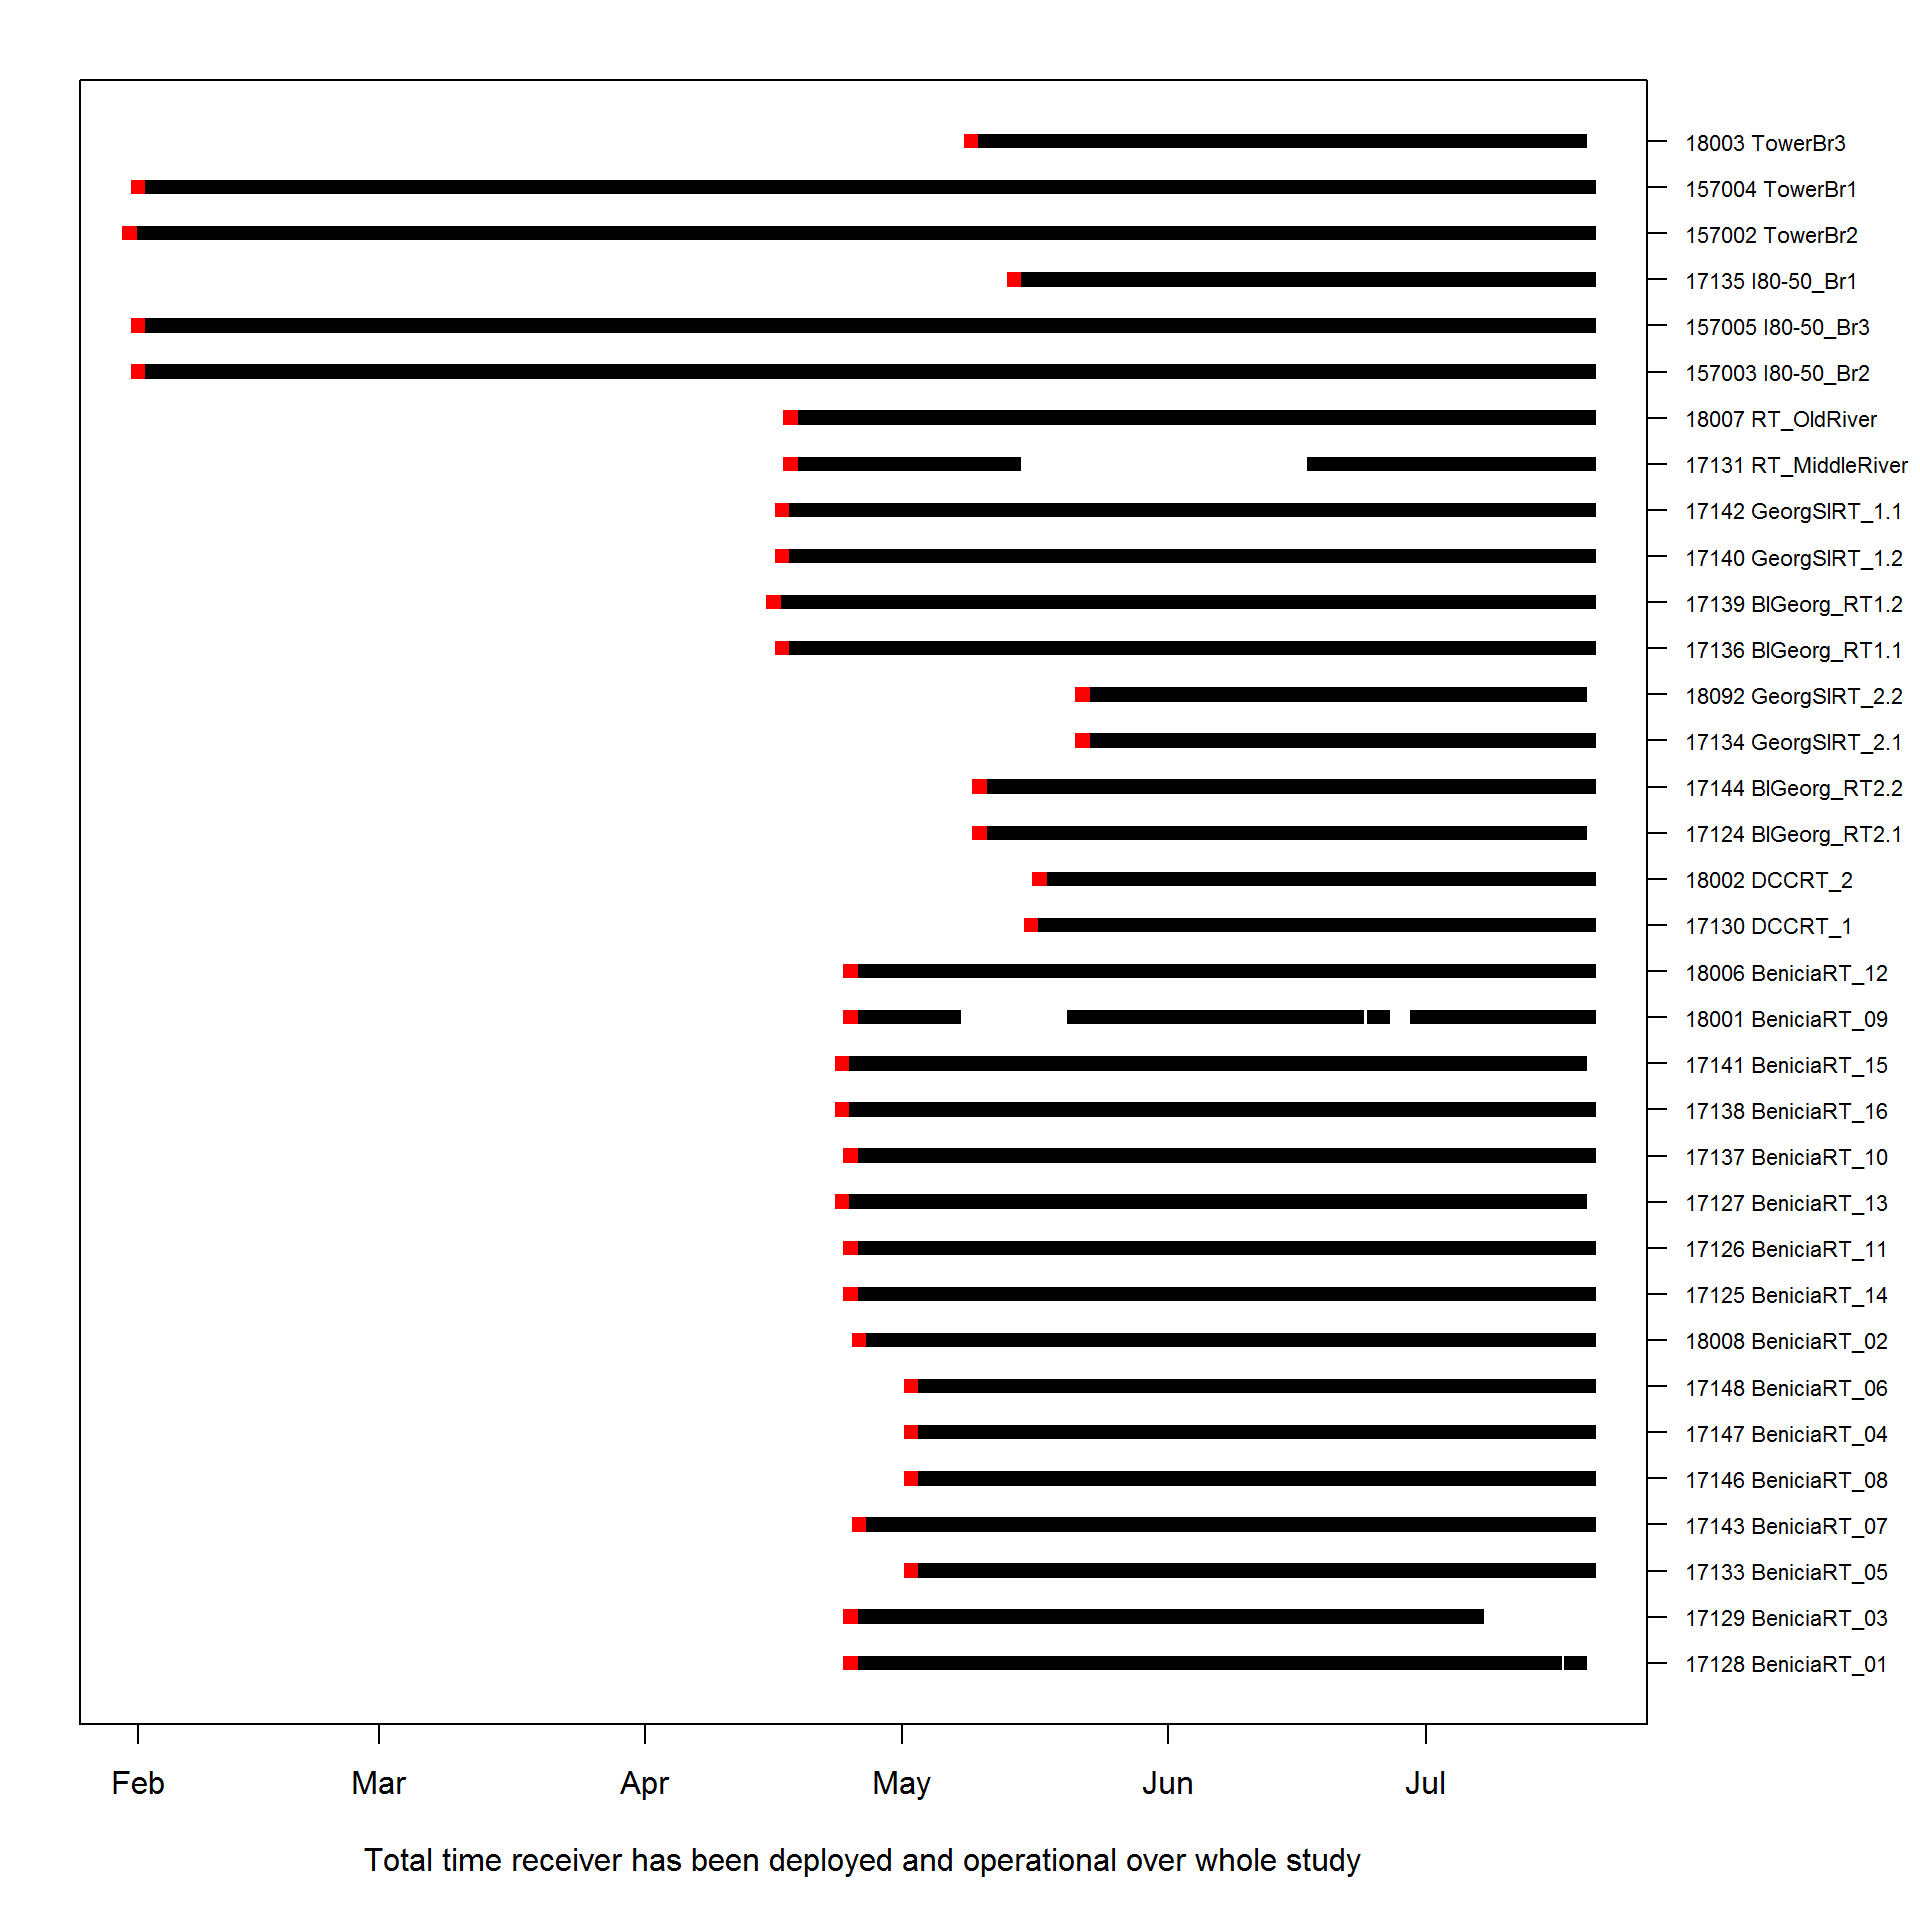 18003 TowerBr3
157004 TowerBr1
157002 TowerBr2
17135 I80-50_Br1
157005 I80-50_Br3
157003 I80-50_Br2
18007 RT_OldRiver
17131 RT_MiddleRiver
17142 GeorgSlRT_1.1
17140 GeorgSlRT_1.2
17139 BlGeorg_RT1.2
17136 BlGeorg_RT1.1
18092 GeorgSlRT_2.2
17134 GeorgSlRT_2.1
17144 BlGeorg_RT2.2
17124 BlGeorg_RT2.1
18002 DCCRT_2
17130 DCCRT_1
18006 BeniciaRT_12
18001 BeniciaRT_09
17141 BeniciaRT_15
17138 BeniciaRT_16
17137 BeniciaRT_10
17127 BeniciaRT_13
17126 BeniciaRT_11
17125 BeniciaRT_14
18008 BeniciaRT_02
17148 BeniciaRT_06
17147 BeniciaRT_04
17146 BeniciaRT_08
17143 BeniciaRT_07
17133 BeniciaRT_05
17129 BeniciaRT_03
17128 BeniciaRT_01
Feb Mar Apr May Jun Jul
Total time receiver has been deployed and operational over whole study